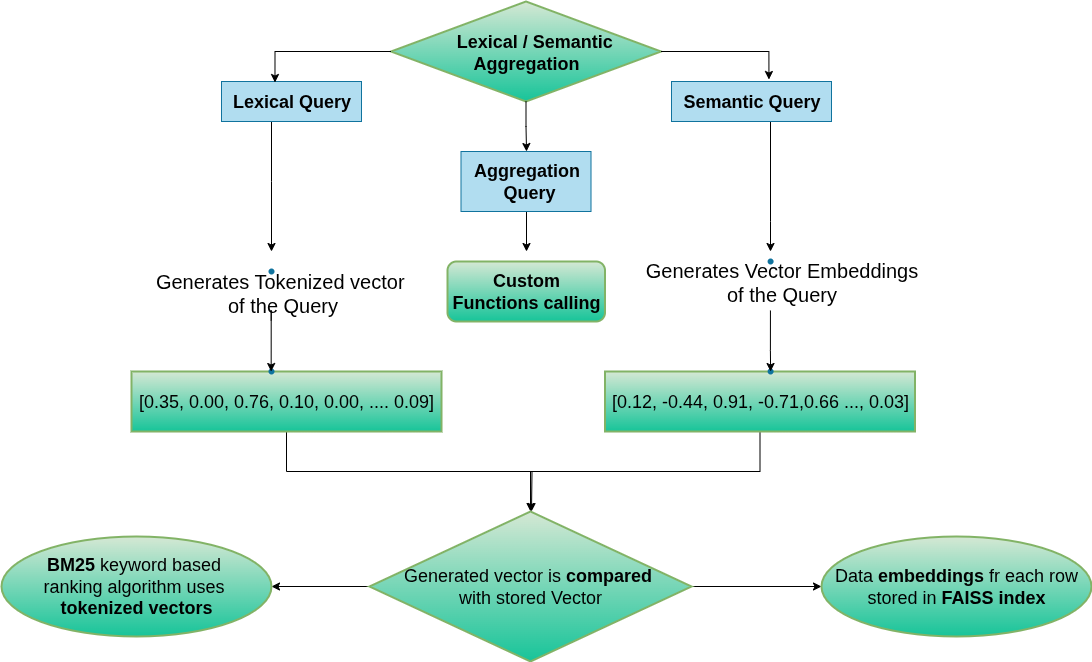 Lexical / Semantic
Aggregation
Lexical Query
Semantic Query
Aggregation
Query
Generates Tokenized vector
of the Query
Custom
Functions calling
Generates Vector Embeddings
of the Query
[0.35, 0.00, 0.76, 0.10, 0.00, .... 0.09]
[0.12, -0.44, 0.91, -0.71,0.66 ..., 0.03]
BM25 keyword based
ranking algorithm uses
tokenized vectors
Generated vector is compared
with stored Vector
Data embeddings fr each row
stored in FAISS index